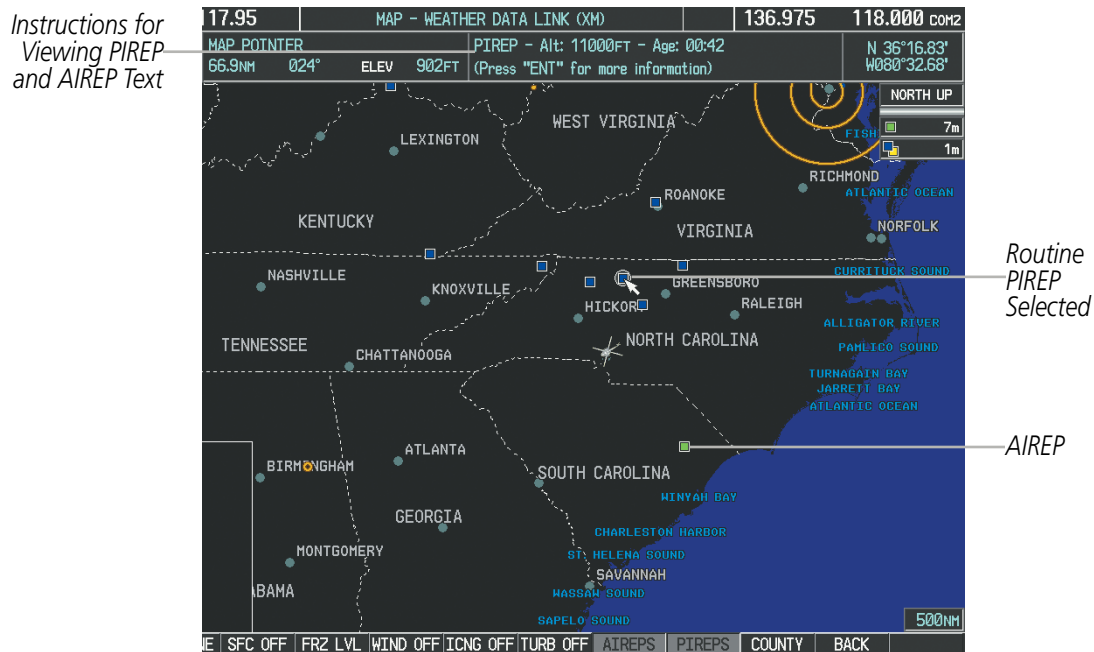 Instructions for
Viewing PIREP
and AIREP Text
117.95 MAP - WEATHER DATA LINK (XM) 136.975 118.000 COM2
MAP POINTER
66.9NM 024° ELEV 902FT
PIREP - Alt: 11000FT - Age: 00:42
(Press "ENT" for more information)
N 36°16.83'
W080°32.68'
NORTH UP
7m
1m
WEST VIRGINIA
FISH
LEXINGTON
RICHMOND
ATLANTIC OCEAN
ROANOKE
KENTUCKY
VIRGINIA
NORFOLK
NASHVILLE
KNOXVILLE
GREENSBORO
CURRITUCK SOUND
Routine
PIREP
Selected
HICKORY
RALEIGH
ALLIGATOR RIVER
TENNESSEE
NORTH CAROLINA
PAMLICO SOUND
CHATTANOOGA
TURNAGAIN BAY
JARRETT BAY
ATLANTIC OCEAN
AIREP
ATLANTA
BIRMINGHAM
SOUTH CAROLINA
WINYAH BAY
GEORGIA
CHARLESTON HARBOR
MONTGOMERY
ST. HELENA SOUND
SAVANNAH
ABAMA
WASSAW SOUND
SAPELO SOUND
500NM
NE SFC OFF FRZ LVL WIND OFF ICNG OFF TURB OFF AIREPS PIREPS COUNTY BACK